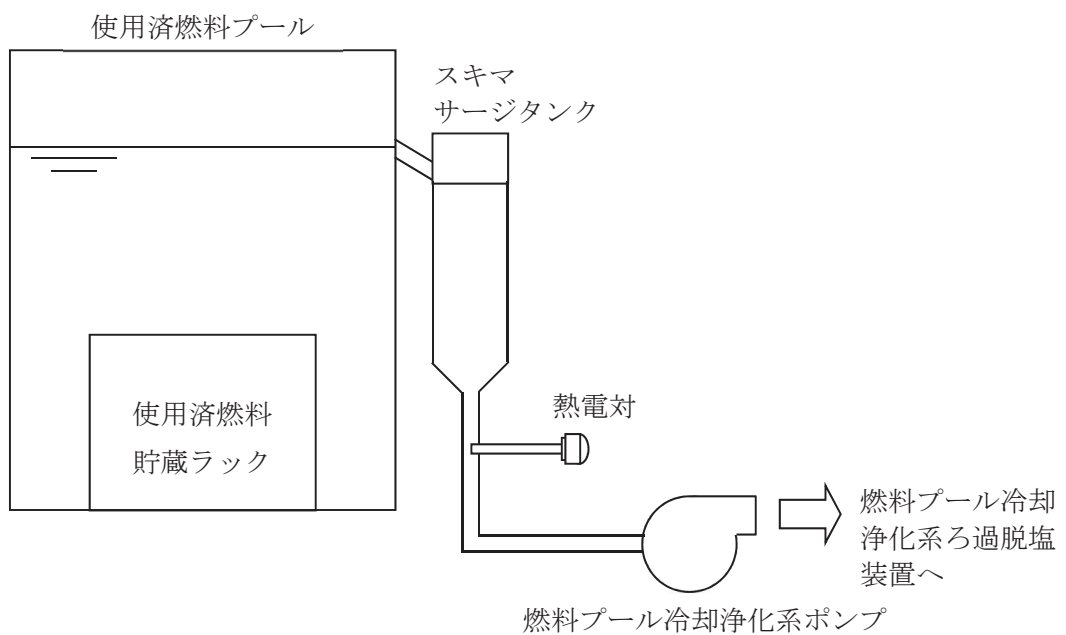 使用済燃料プール
スキマ
サージタンク
使用済燃料
貯蔵ラック
熱電対
燃料プール冷却
浄化系ろ過脱塩
装置へ
燃料プール冷却浄化系ポンプ